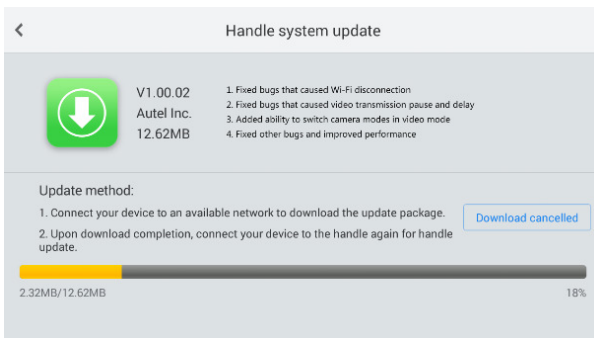 Handle system update
V1.00.02
Autel Inc.
12.62MB
1. Fixed bugs that caused Wi-Fi disconnection
2. Fixed bugs that caused video transmission pause and delay
3. Added ability to switch camera modes in video mode
4. Fixed other bugs and improved performance
Update method:
1. Connect your device to an available network to download the update package.
2. Upon download completion, connect your device to the handle again for handle
update.
Download cancelled
2.32MB/12.62MB
18%